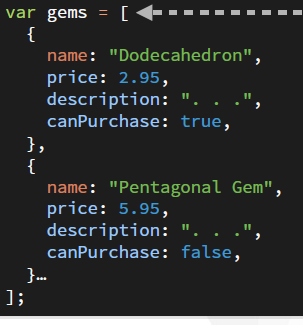 var gems = [
{
name: "Dodecahedron",
price: 2.95,
description: ". . .",
canPurchase: true,
},
{
name: "Pentagonal Gem",
price: 5.95,
description: ". . .",
canPurchase: false,
}…
];